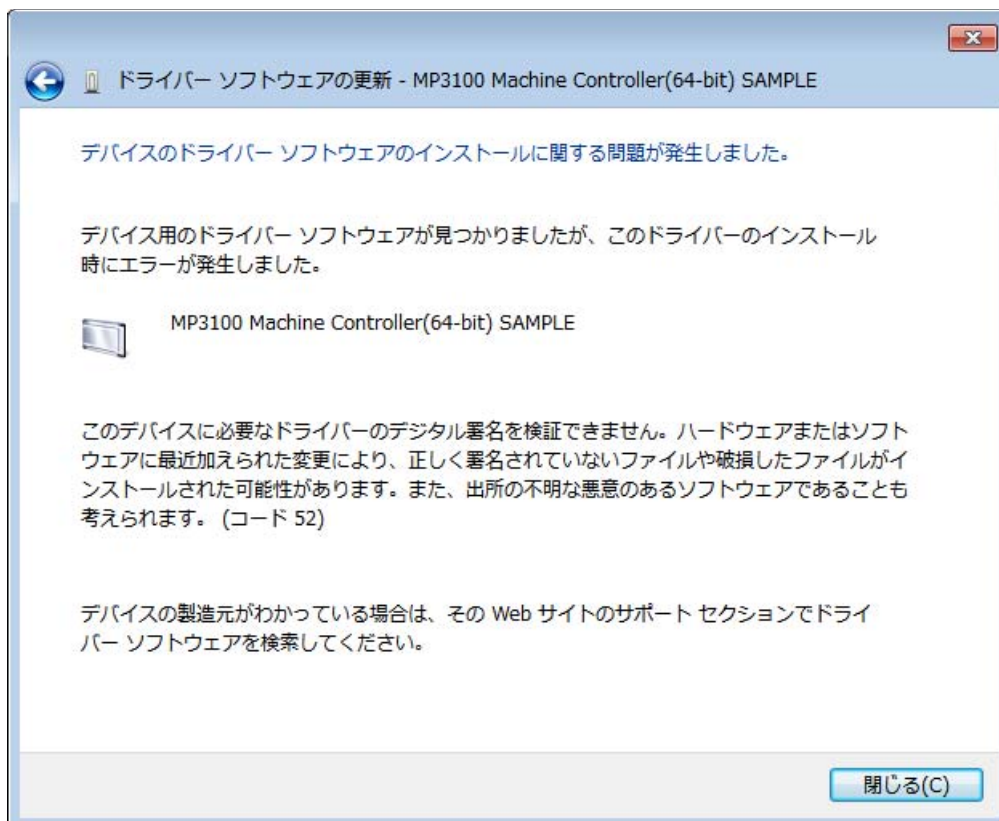 ドライバー ソフトウェアの更新 - MP3100 Machine Controller(64-bit) SAMPLE
デバイスのドライバー ソフトウェアのインストールに関する問題が発生しました。
デバイス用のドライバー ソフトウェアが見つかりましたが、このドライバーのインストール
時にエラーが発生しました。
MP3100 Machine Controller(64-bit) SAMPLE
このデバイスに必要なドライバーのデジタル署名を検証できません。ハードウェアまたはソフト
ウェアに最近加えられた変更により、正しく署名されていないファイルや破損したファイルがイ
ンストールされた可能性があります。また、出所の不明な悪意のあるソフトウェアであることも
考えられます。 (コード 52)
デバイスの製造元がわかっている場合は、その Web サイトのサポート セクションでドライ
バー ソフトウェアを検索してください。
閉じる(C)